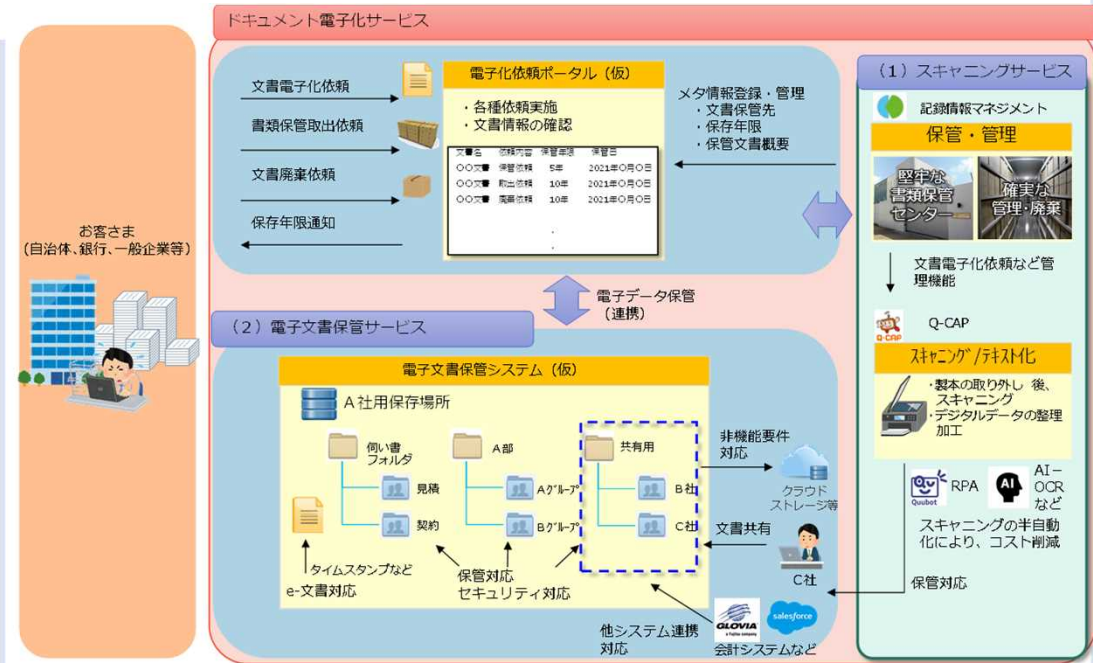 ドキュメント電子化サービス
お客さま
(自治体、銀行、一般企業等)
文書電子化依頼
書類保管取出依頼
文書廃棄依頼
保存年限通知
電子化依頼ポータル（仮）
・各種依頼実施
・文書情報の確認
文書名 依頼内容 保管年限 保管日
〇〇文書 保管依頼 5年 2021年〇月〇日
〇〇文書 取出依頼 10年 2021年〇月〇日
〇〇文書 廃棄依頼 10年 2021年〇月〇日
.
.
メタ情報登録・管理
・文書保管先
・保存年限
・保管文書概要
電子データ保管
（連携）
（1）スキャニングサービス
記録情報マネジメント
保管・管理
堅牢な
書類保管
センター
確実な
管理・廃棄
文書電子化依頼など管
理機能
Q-CAP
Q-CAP
スキャニング/テキスト化
・製本の取り外し 後、
スキャニング
・デジタルデータの整理
加工
Quubot
RPA
AI
AI－
OCR
など
スキャニングの半自動
化により、コスト削減
保管対応
（2）電子文書保管サービス
電子文書保管システム（仮）
A社用保存場所
伺い書
フォルダ
見積
契約
A部
Aグループ
Bグループ
共有用
B社
C社
タイムスタンプなど
e-文書対応
保管対応
セキュリティ対応
非機能要件
対応
クラウド
ストレージ等
文書共有
C社
他システム連携
対応
GLOVIA
a Fujitsu company
salesforce
会計システムなど